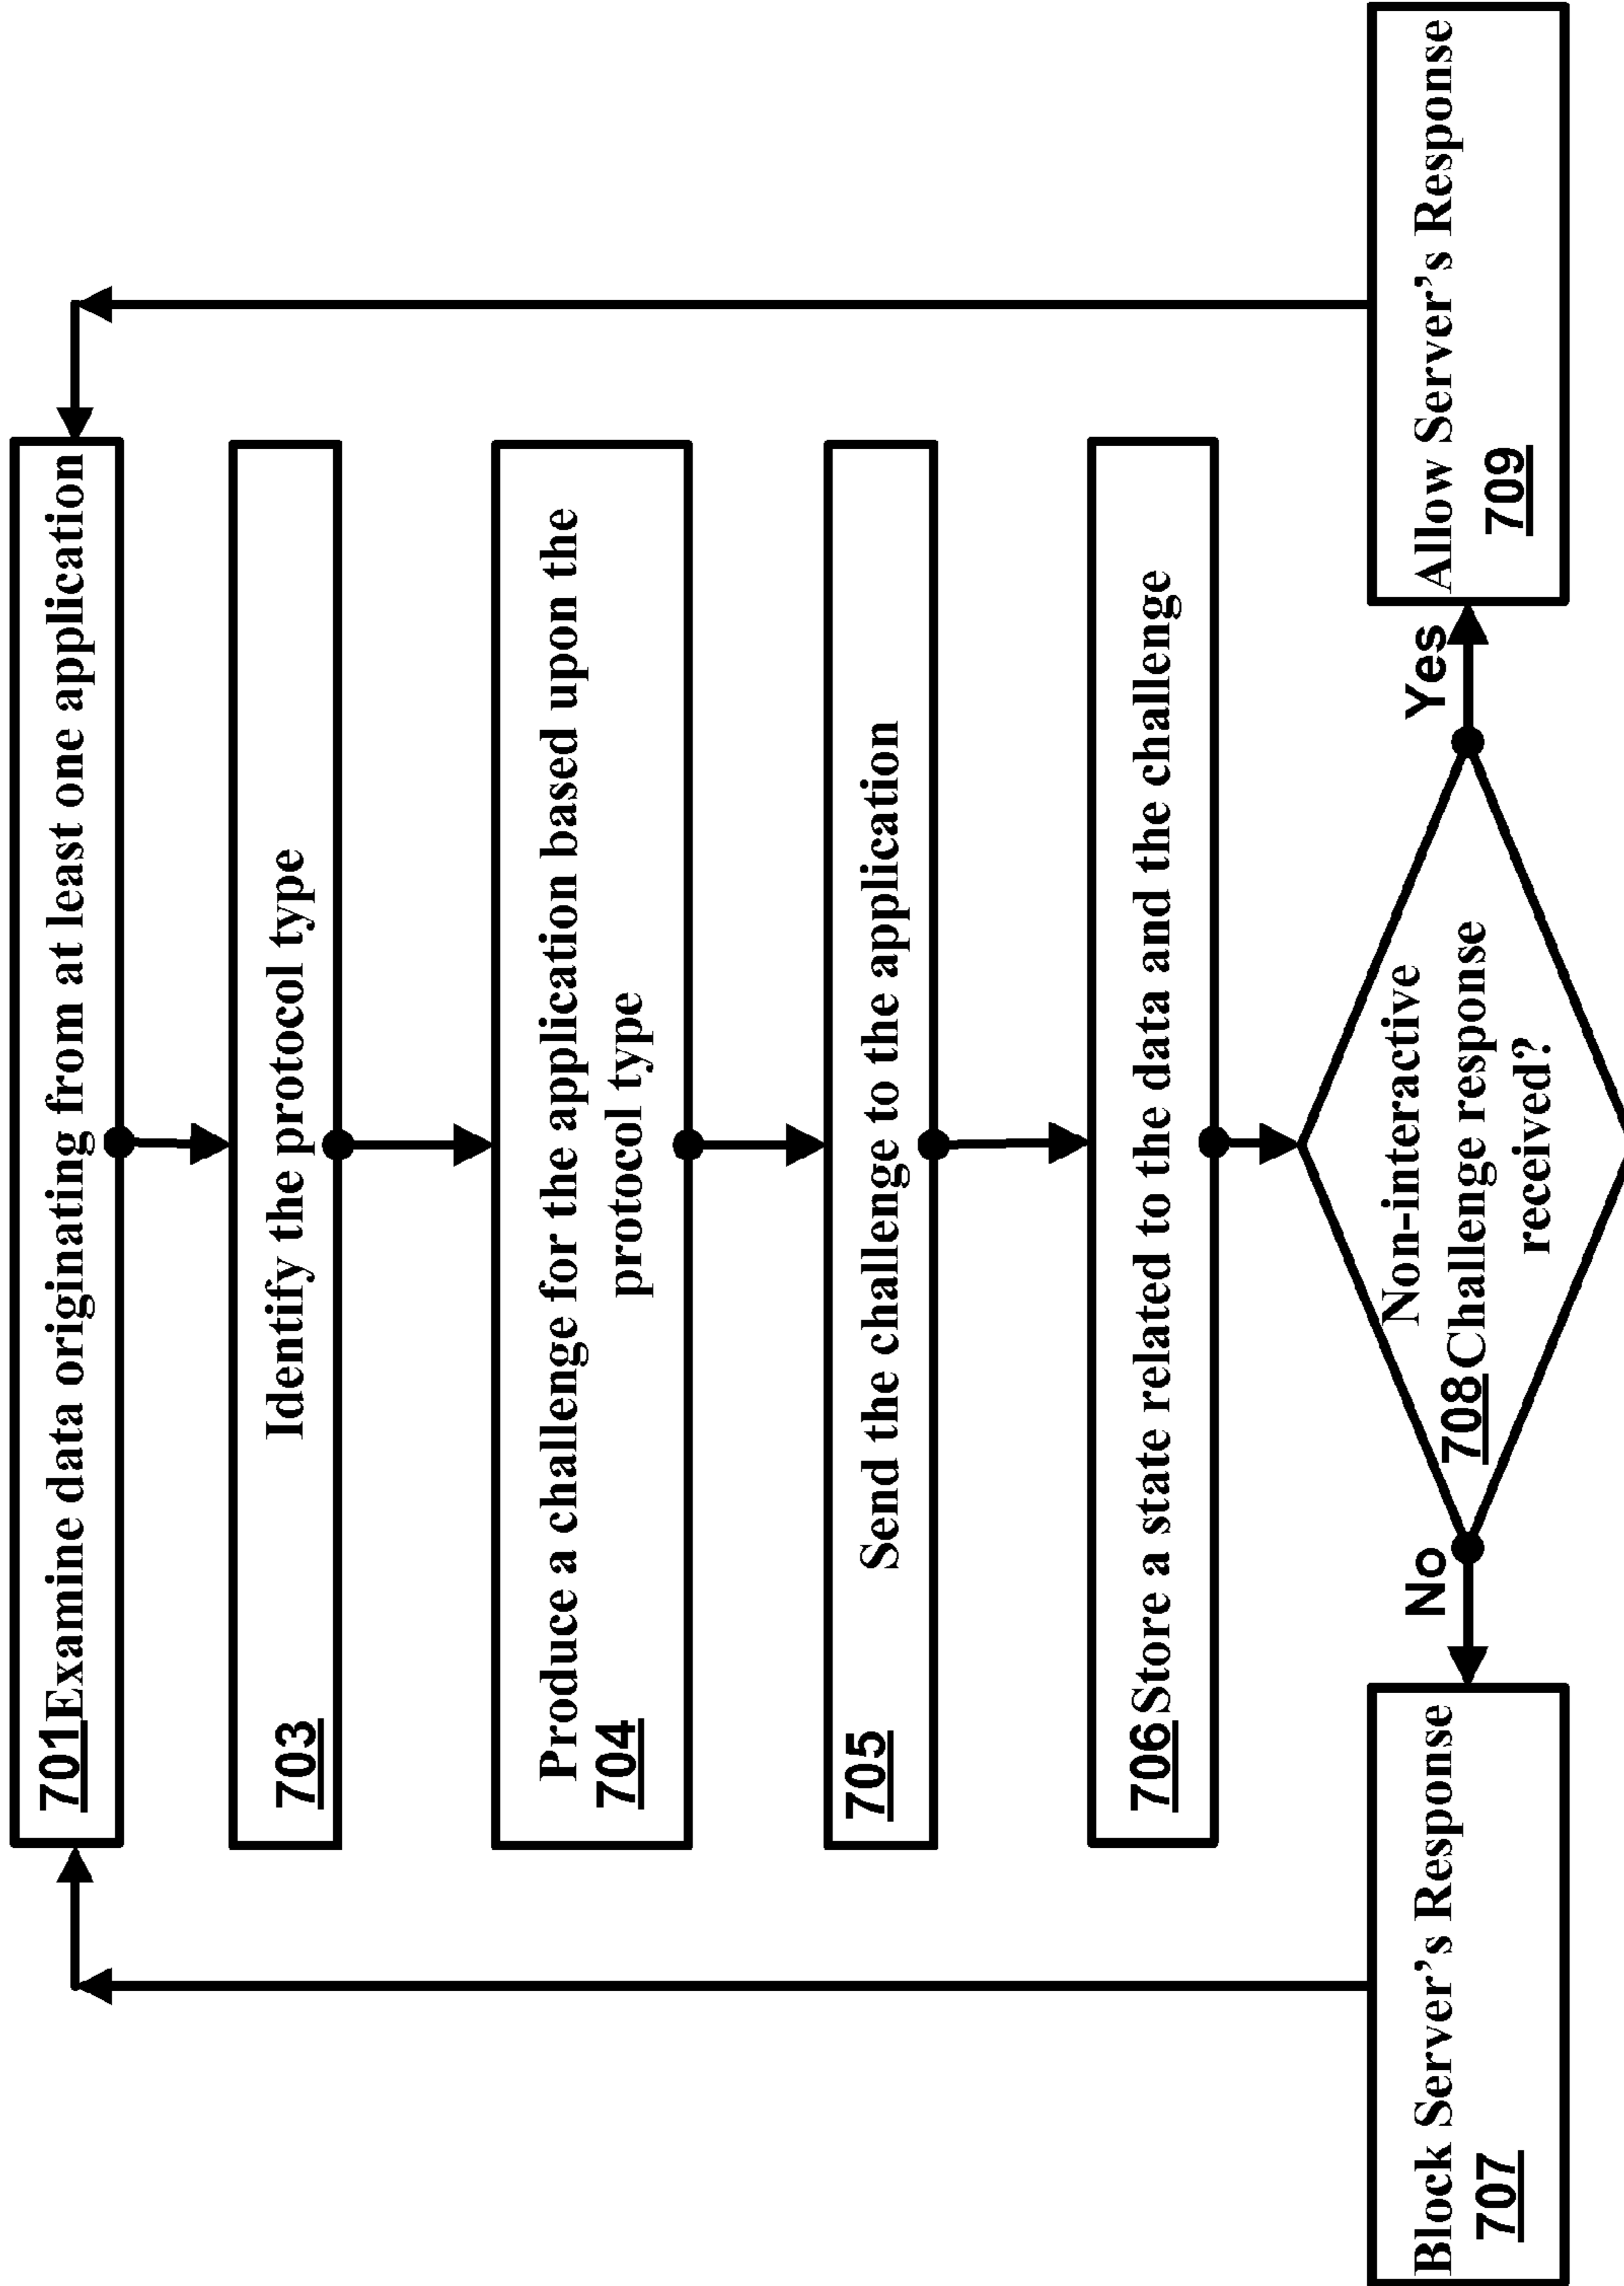 701 Examine data originating from at least one application
Identify the protocol type
703
Produce a challenge for the application based upon the
protocol type
704
Send the challenge to the application
705
706 Store a state related to the data and the challenge
Non-interactive
708 Challenge response
received?
No
Yes
Block Server's Response
707
Allow Server's Response
709